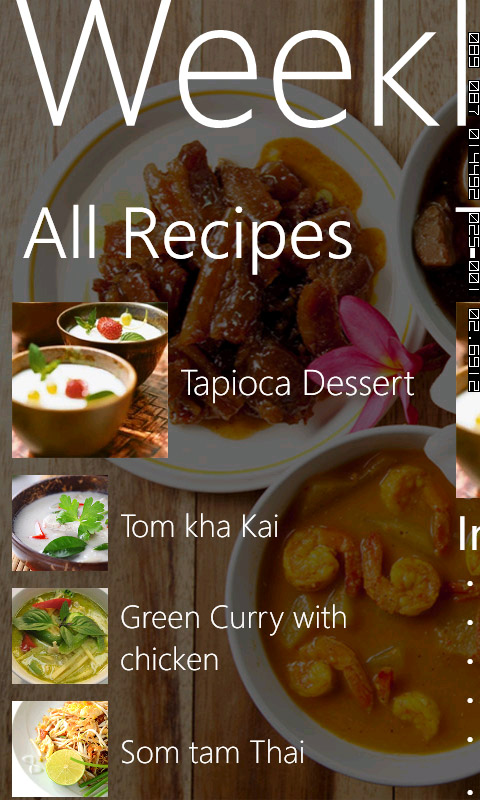 Weekl
All Recipes
Tapioca Dessert
Tom kha Kai
Green Curry with
chicken
Som tam Thai
In